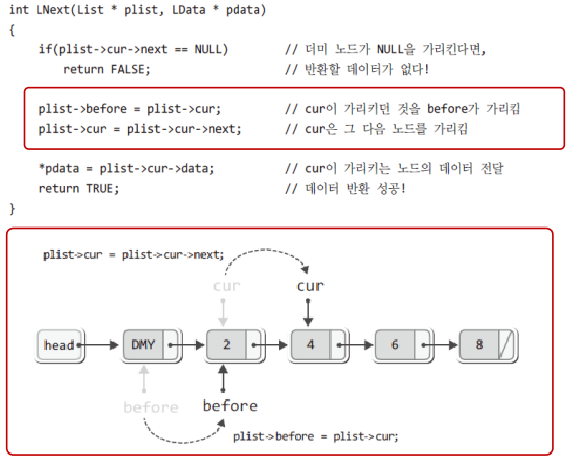 int LNext(List * plist, LData * pdata)
{
if(plist->cur->next == NULL) // 더미 노드가 NULL을 가리킨다면,
return FALSE; // 반환할 데이터가 없다!
plist->before = plist->cur; // cur이 가리키던 것을 before가 가리킴
plist->cur = plist->cur->next; // cur은 그 다음 노드를 가리킴
*pdata = plist->cur->data; // cur이 가리키는 노드의 데이터 전달
return TRUE; // 데이터 반환 성공!
}
plist->cur = plist->cur->next;
cur cur
head DMY 2 4 6 8
before before
plist->before = plist->cur;